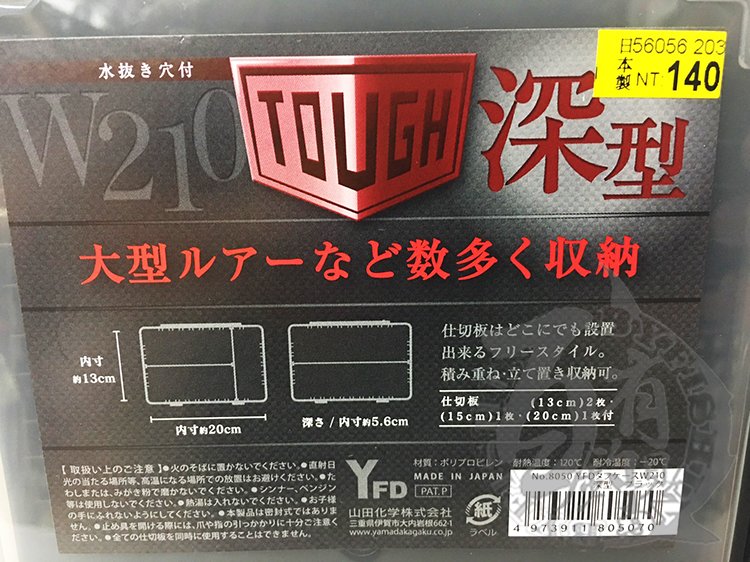 日本製
56056 203
NT: 140
水抜き穴付
W210
TOUGH
深型
大型ルアーなど数多く収納
内寸
約13cm
内寸約20cm
深さ / 内寸約5.6cm
仕切板はどこにでも設置
出来るフリースタイル。
積み重ね・立て置き収納可。
仕切板 (13cm)2枚・
(15cm)1枚・(20cm)1枚付
【 取扱い上のご注意 】●火のそばに置かないでください。●直射日
光の当たる場所等、高温になる場所での放置はお避けください。●た
わしまたは、みがき粉で磨かないでください。●シンナー、ベンジン
等は使用しないでください。●熱湯は入れないでください。●お子様
の手にふれないようにしてください。●本製品は密封式ではありませ
ん。●止め具を開ける際には、爪や指の引っかかりに十分ご注意くだ
さい。●全ての仕切板を同時に使用することはできません。
YFD
PAT.P
山田化学株式会社
三重県伊賀市大内岩根662-1
www.yamadakagaku.co.jp
材質：ポリプロピレン 耐熱温度：120℃ 耐冷温度：-20℃
MADE IN JAPAN
紙
ラベル
No.8050 YFDタフケースW210
深型
4 973911 805070